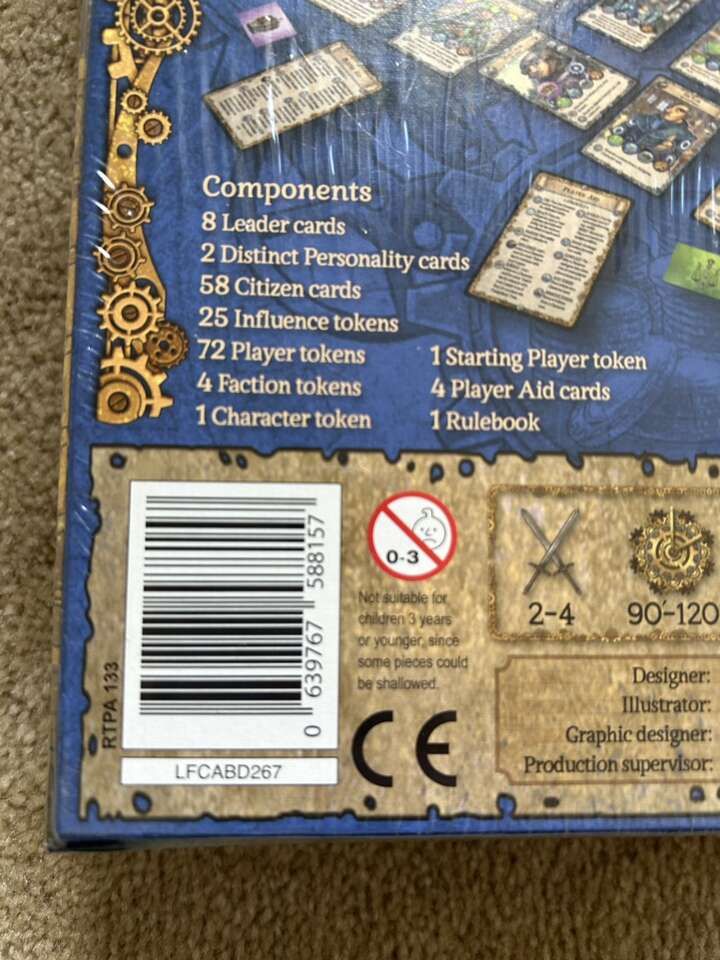 PLAYER AID
Components
8 Leader cards
2 Distinct Personality cards
58 Citizen cards
25 Influence tokens
72 Player tokens
4 Faction tokens
1 Character token
1 Starting Player token
4 Player Aid cards
1 Rulebook
0 639767 588157
RTPA 133
LFCABD267
0-3
Not suitable for
children 3 years
or younger, since
some pieces could
be shallowed.
CE
2-4
90'-120
Designer:
Illustrator:
Graphic designer:
Production supervisor: